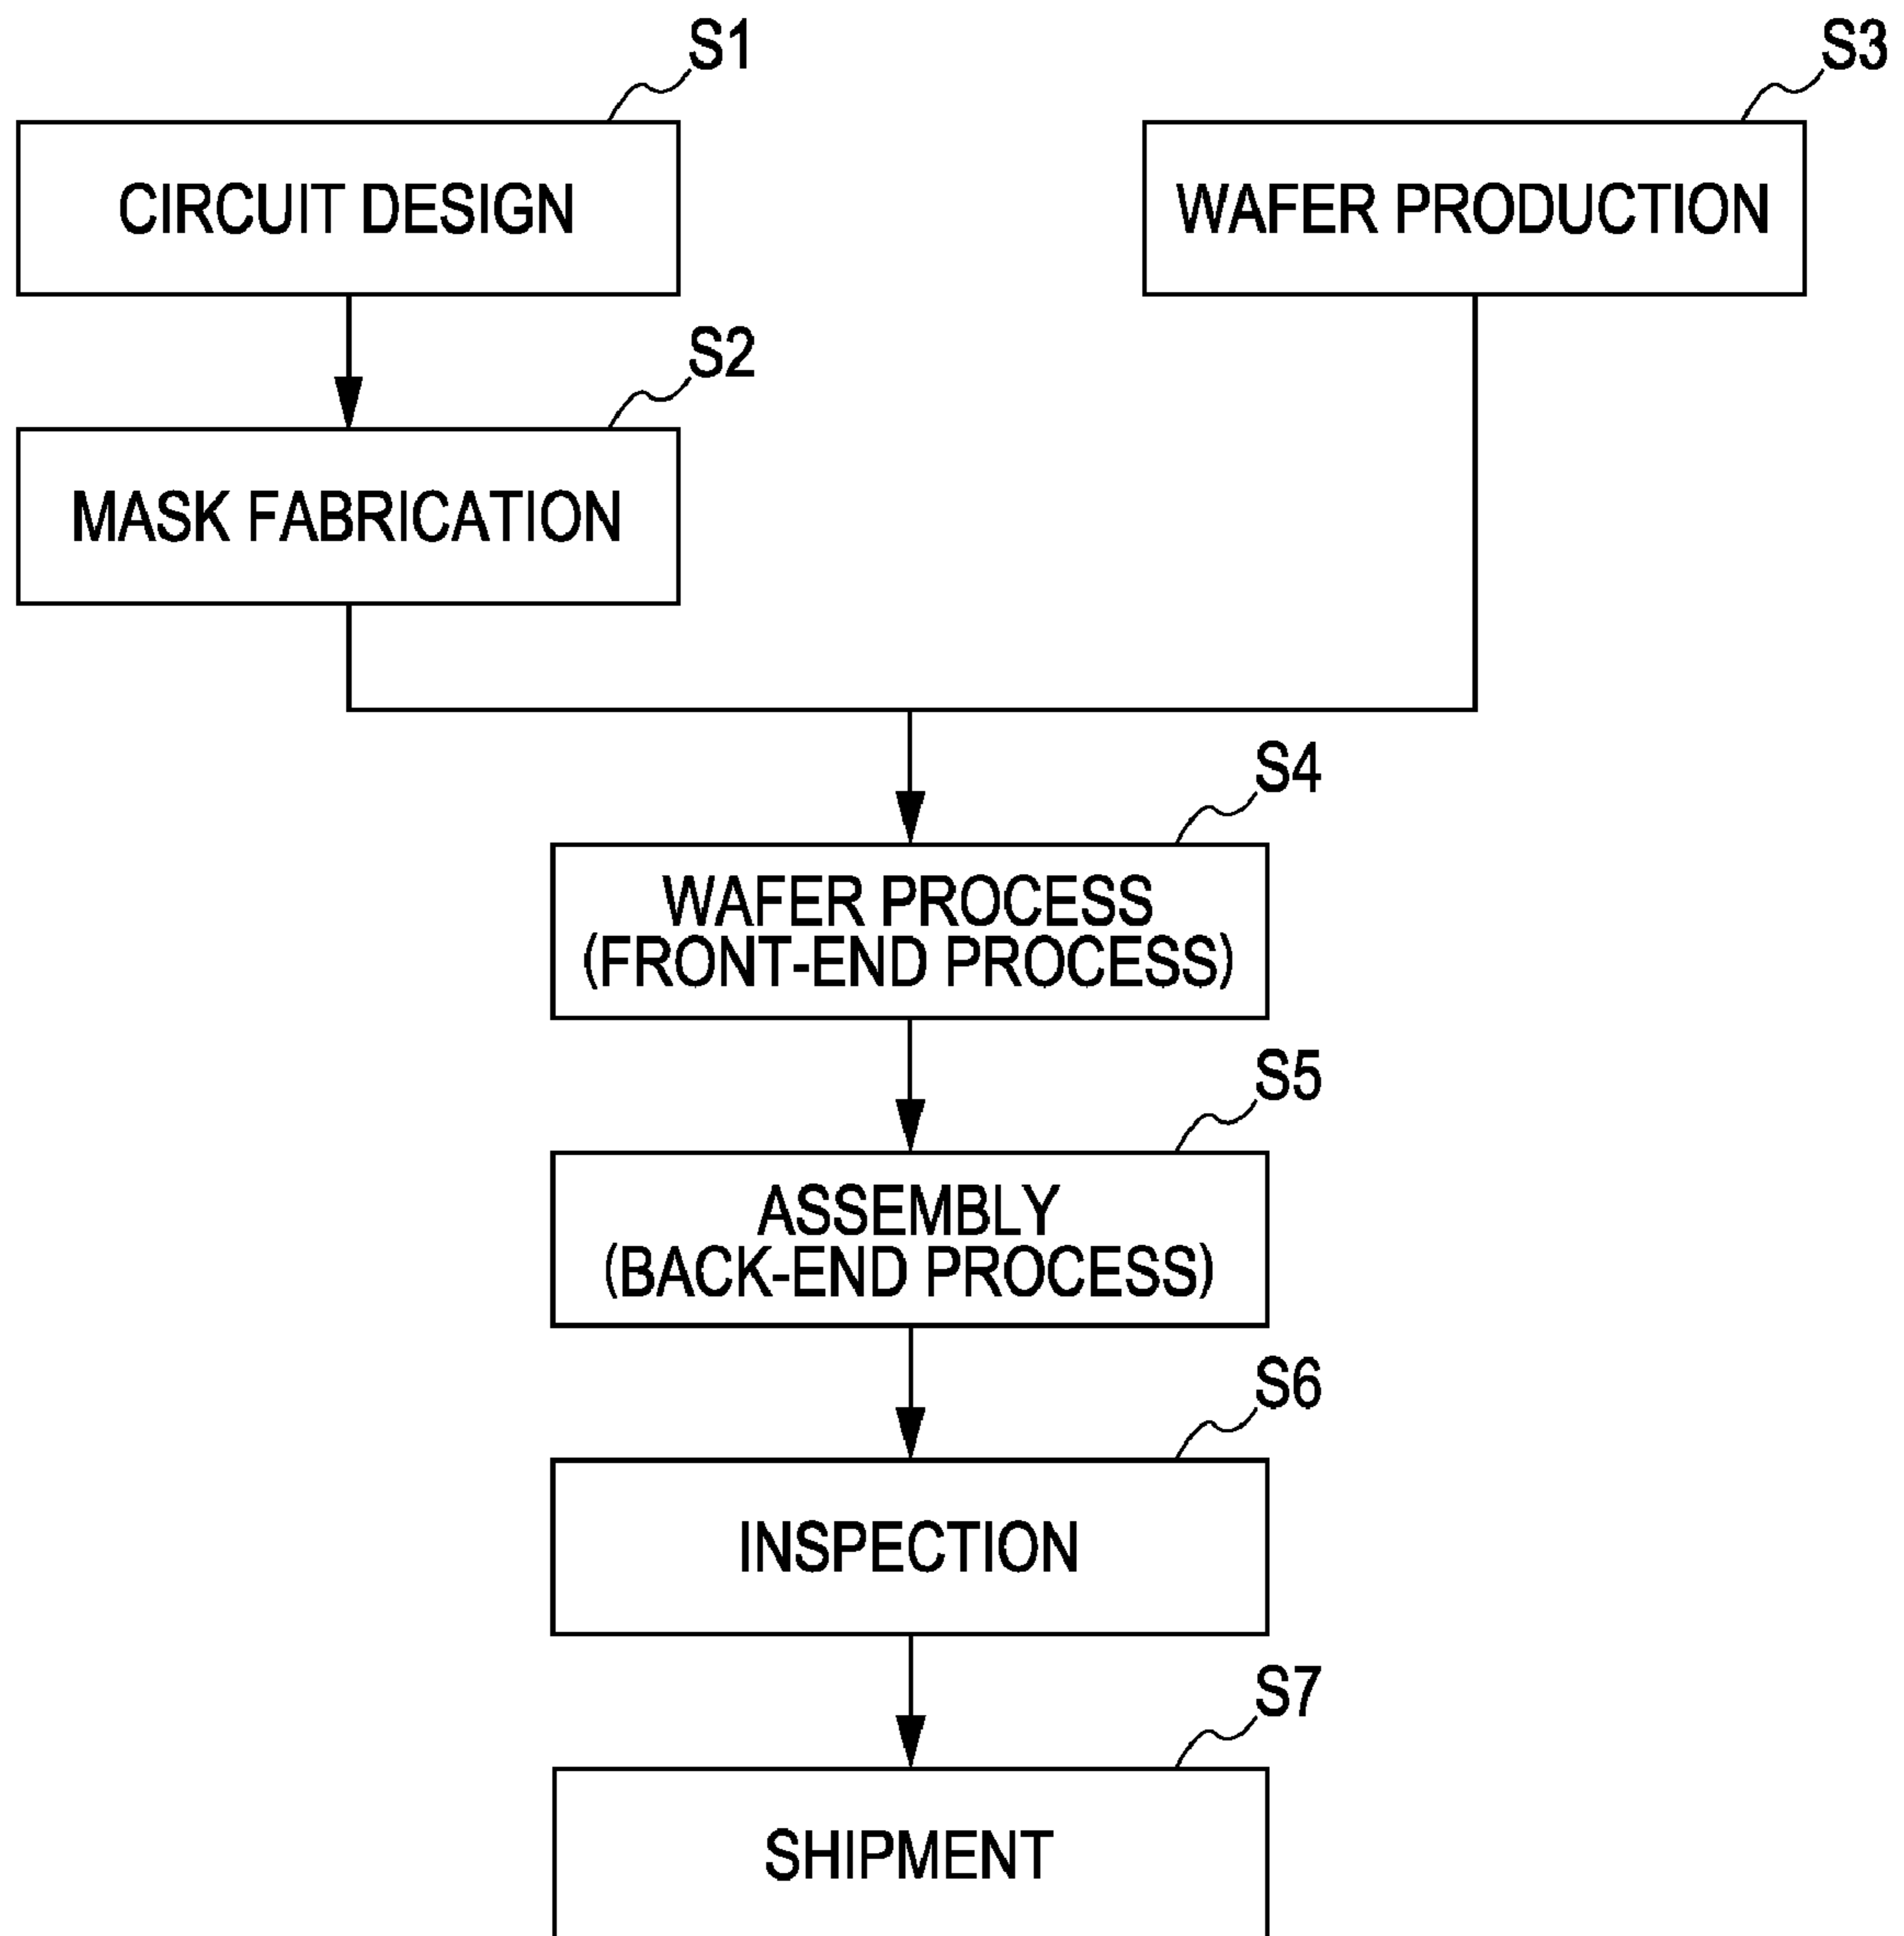 S1
CIRCUIT DESIGN
S3
WAFER PRODUCTION
S2
MASK FABRICATION
S4
WAFER PROCESS
(FRONT-END PROCESS)
S5
ASSEMBLY
(BACK-END PROCESS)
S6
INSPECTION
S7
SHIPMENT